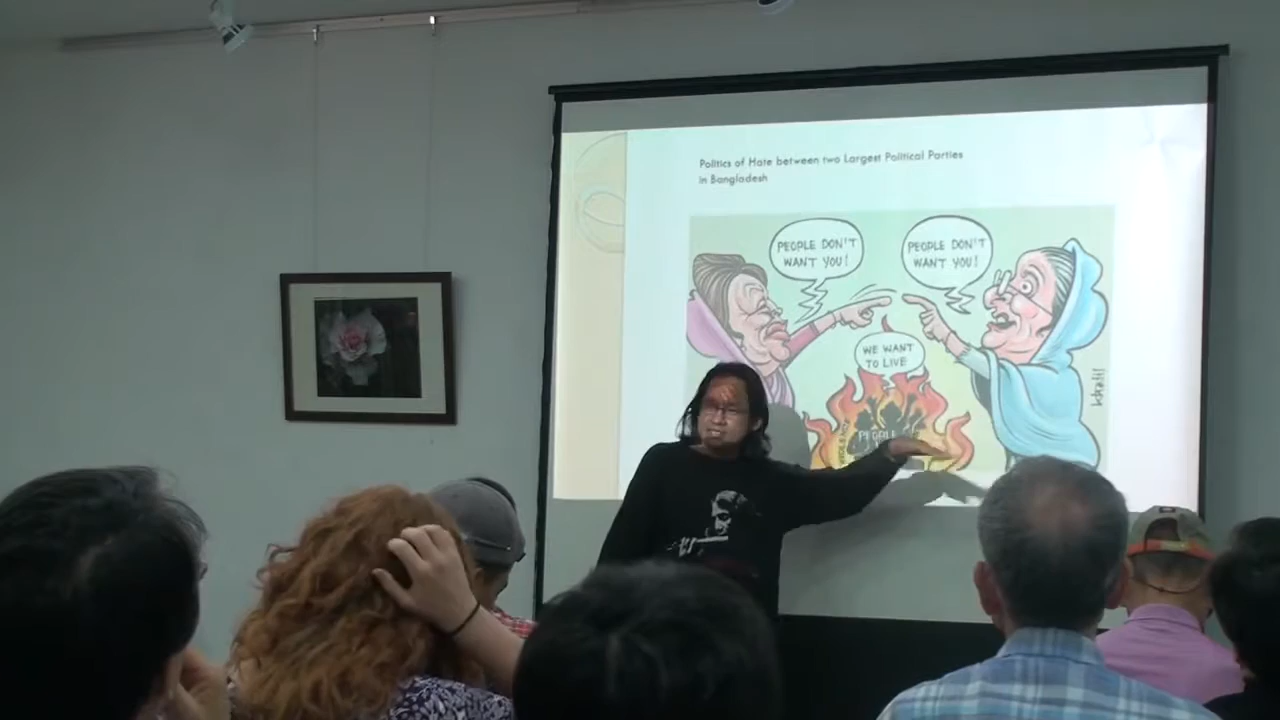 Politics of Hate between two Largest Political Parties
in Bangladesh
PEOPLE DON'T
WANT YOU!
PEOPLE DON'T
WANT YOU!
WE WANT
TO LIVE
PEOPLE
khalil